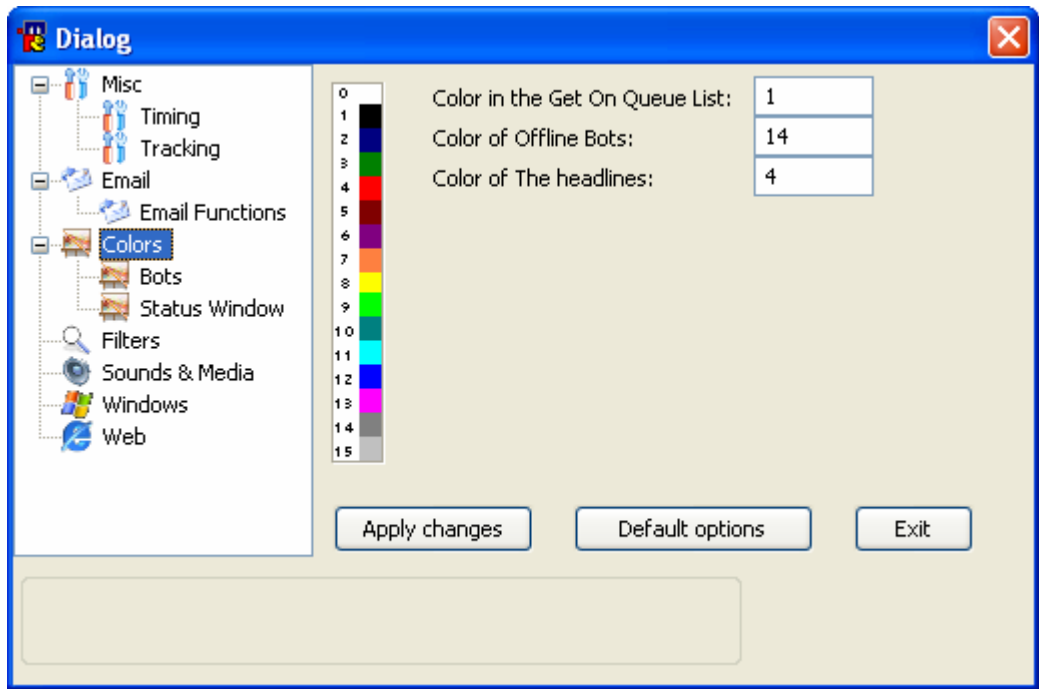 Dialog
Misc
Timing
Tracking
Email
Email Functions
Colors
Bots
Status Window
Filters
Sounds & Media
Windows
Web
0
1
2
3
4
5
6
7
8
9
10
11
12
13
14
15
Color in the Get On Queue List: 1
Color of Offline Bots: 14
Color of The headlines: 4
Apply changes Default options Exit